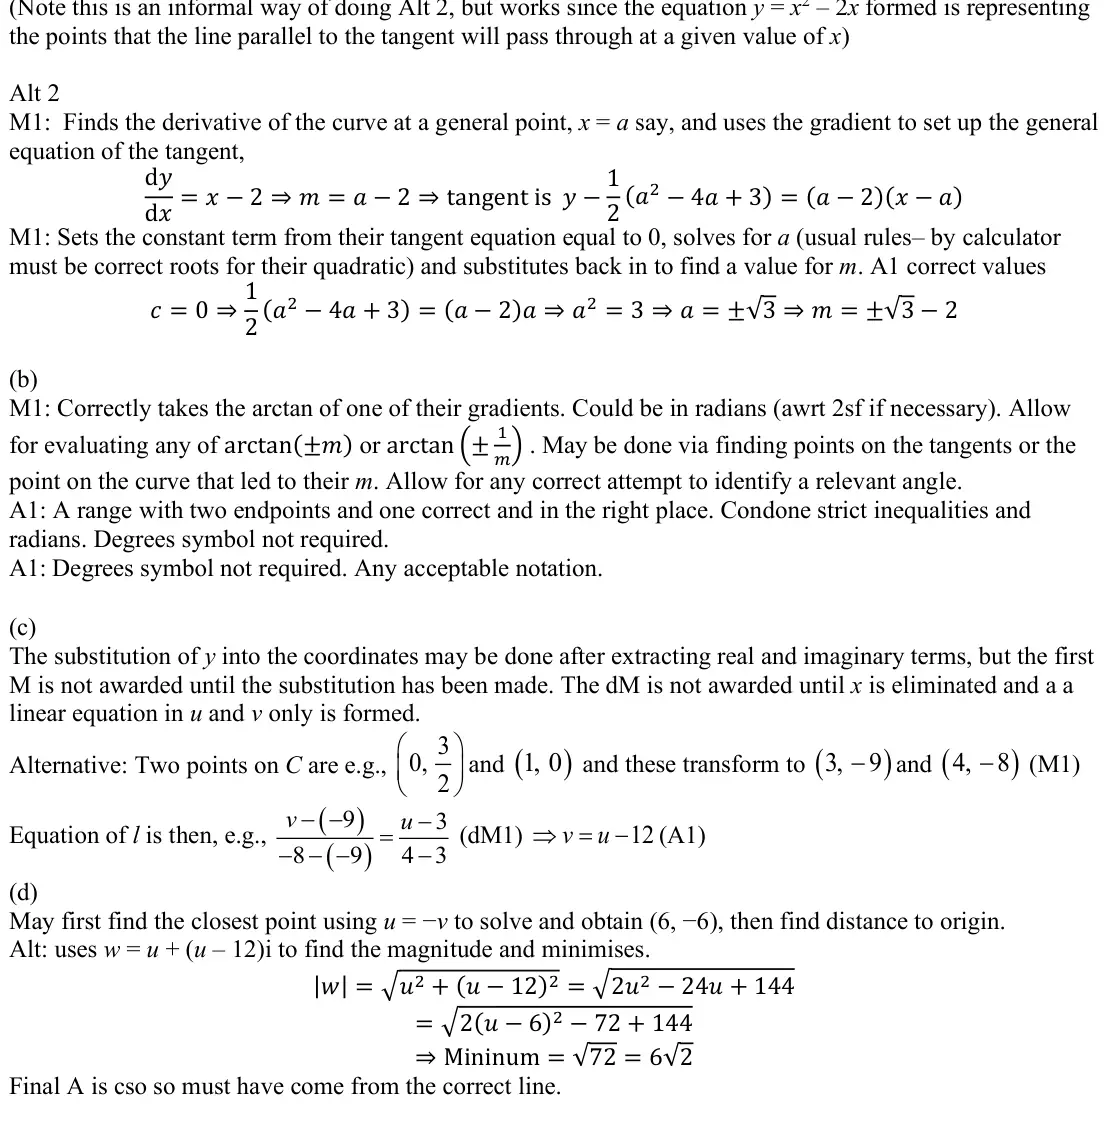 (Note this is an informal way of doing Alt 2, but works since the equation y = x² – 2x formed is representing
the points that the line parallel to the tangent will pass through at a given value of x)
Alt 2
M1: Finds the derivative of the curve at a general point, x = a say, and uses the gradient to set up the general
equation of the tangent,
dy/dx = x − 2 ⇒ m = a − 2 ⇒ tangent is y − 1/2(a² − 4a + 3) = (a − 2)(x − a)
M1: Sets the constant term from their tangent equation equal to 0, solves for a (usual rules– by calculator
must be correct roots for their quadratic) and substitutes back in to find a value for m. A1 correct values
c = 0 ⇒ 1/2(a² − 4a + 3) = (a − 2)a ⇒ a² = 3 ⇒ a = ±√3 ⇒ m = ±√3 − 2
(b)
M1: Correctly takes the arctan of one of their gradients. Could be in radians (awrt 2sf if necessary). Allow
for evaluating any of arctan(±m) or arctan (± 1/m) . May be done via finding points on the tangents or the
point on the curve that led to their m. Allow for any correct attempt to identify a relevant angle.
A1: A range with two endpoints and one correct and in the right place. Condone strict inequalities and
radians. Degrees symbol not required.
A1: Degrees symbol not required. Any acceptable notation.
(c)
The substitution of y into the coordinates may be done after extracting real and imaginary terms, but the first
M is not awarded until the substitution has been made. The dM is not awarded until x is eliminated and a a
linear equation in u and v only is formed.
Alternative: Two points on C are e.g., (0, 3/2) and (1, 0) and these transform to (3, −9) and (4, −8) (M1)
Equation of l is then, e.g., (v−(−9))/(−8−(−9)) = (u−3)/(4−3) (dM1) ⇒ v = u −12 (A1)
(d)
May first find the closest point using u = −v to solve and obtain (6, −6), then find distance to origin.
Alt: uses w = u + (u – 12)i to find the magnitude and minimises.
|w| = √(u² + (u − 12)²) = √(2u² − 24u + 144)
= √(2(u − 6)² − 72 + 144)
⇒ Mininum = √72 = 6√2
Final A is cso so must have come from the correct line.